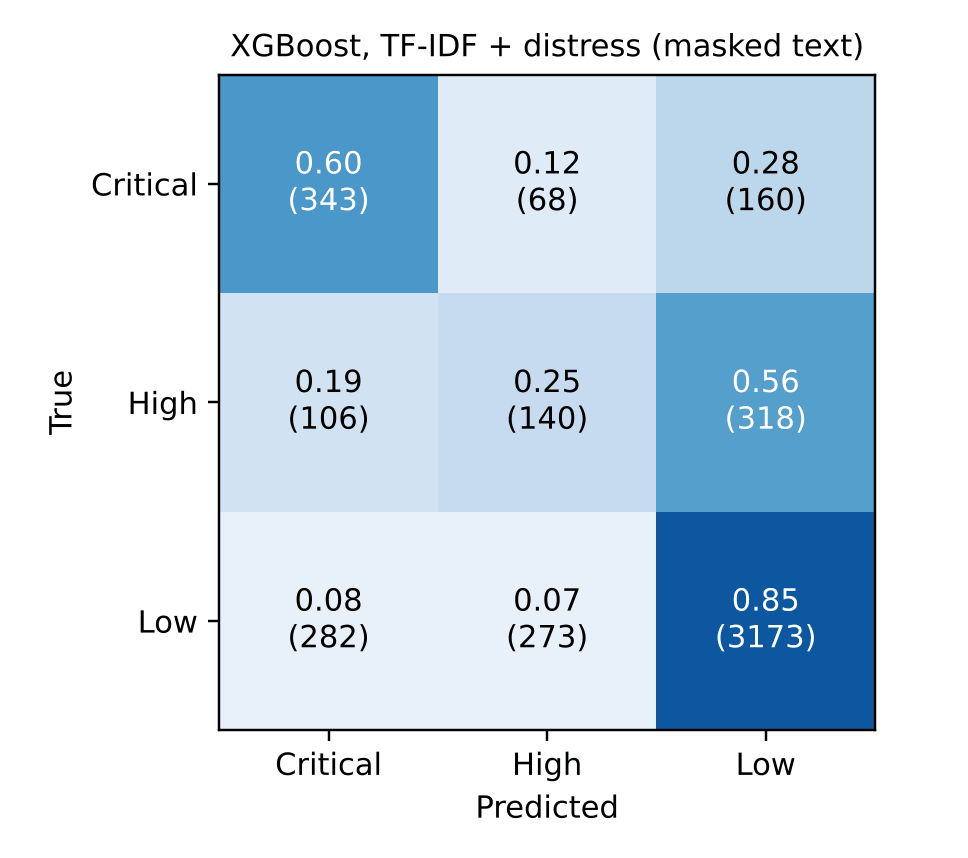 XGBoost, TF-IDF + distress (masked text)
Critical
0.60
(343)
0.12
(68)
0.28
(160)
True
High
0.19
(106)
0.25
(140)
0.56
(318)
Low
0.08
(282)
0.07
(273)
0.85
(3173)
Critical
High
Low
Predicted